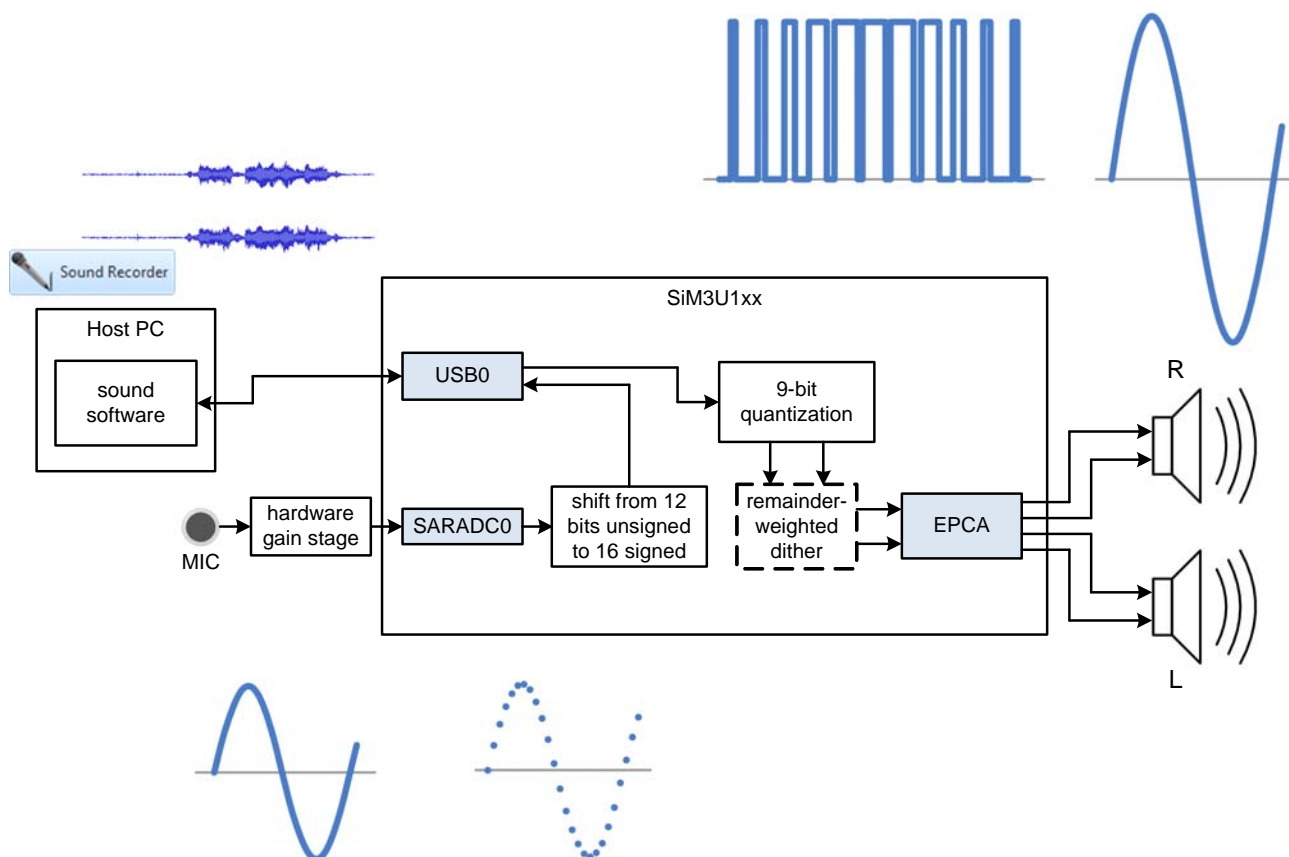 Sound Recorder
SiM3U1xx
Host PC
sound
software
USB0
9-bit
quantization
R
MIC
hardware
gain stage
SARADC0
shift from 12
bits unsigned
to 16 signed
remainder-
weighted
dither
EPCA
L